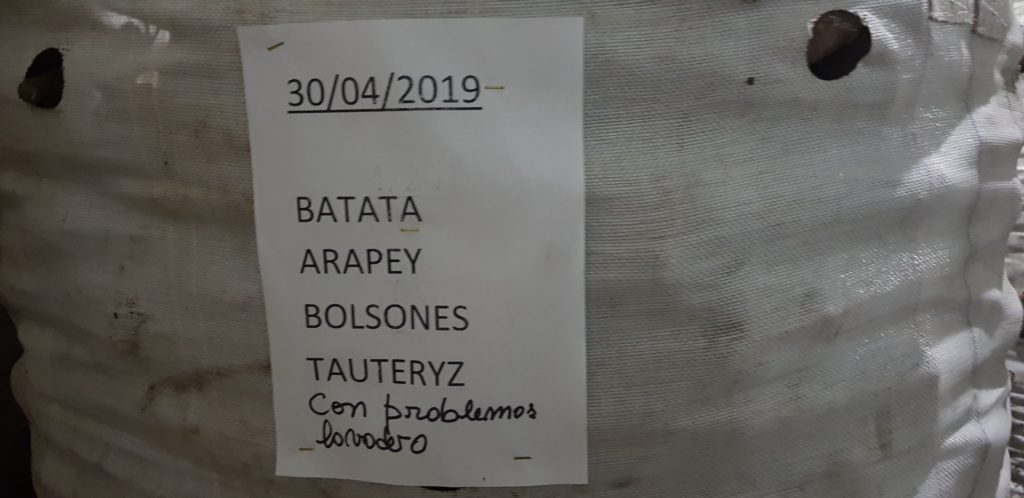 30/04/2019
BATATA
ARAPEY
BOLSONES
TAUTERYZ
Con problemas
lavadero